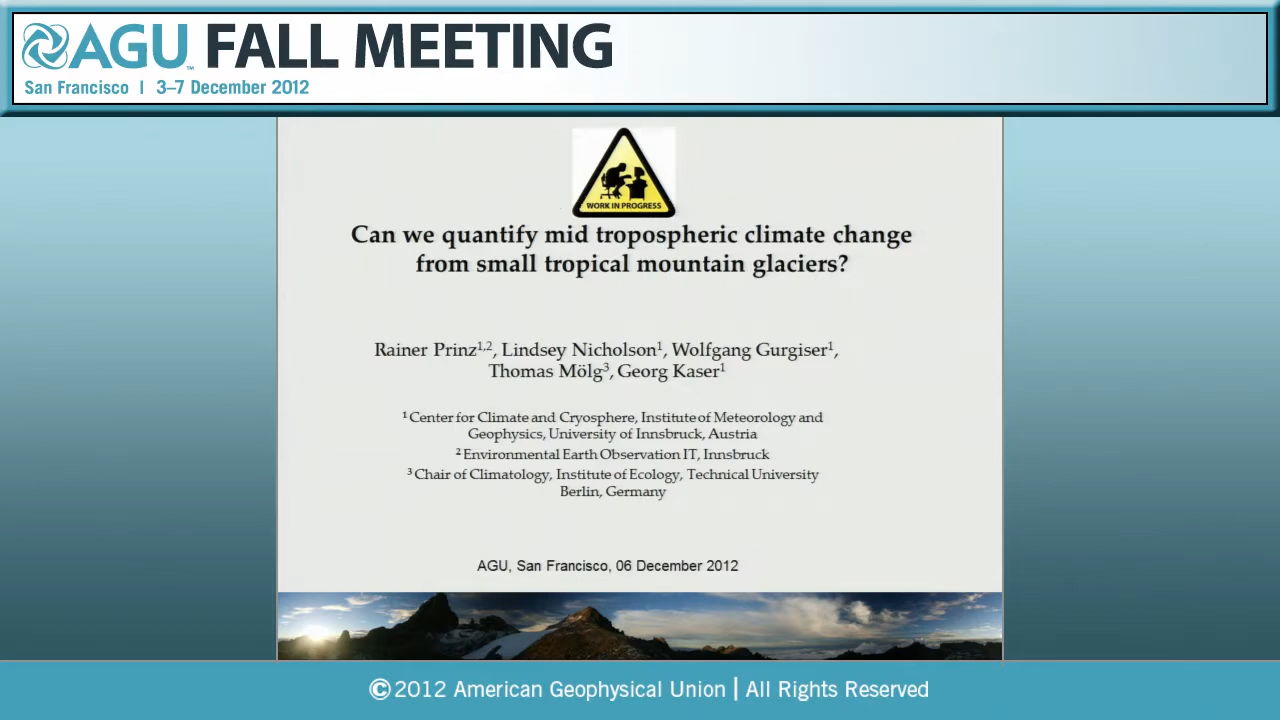 AGU™ FALL MEETING
San Francisco | 3–7 December 2012
WORK IN PROGRESS
Can we quantify mid tropospheric climate change
from small tropical mountain glaciers?
Rainer Prinz1,2, Lindsey Nicholson1, Wolfgang Gurgiser1,
Thomas Mölg3, Georg Kaser1
1 Center for Climate and Cryosphere, Institute of Meteorology and
Geophysics, University of Innsbruck, Austria
2 Environmental Earth Observation IT, Innsbruck
3 Chair of Climatology, Institute of Ecology, Technical University
Berlin, Germany
AGU, San Francisco, 06 December 2012
©2012 American Geophysical Union | All Rights Reserved